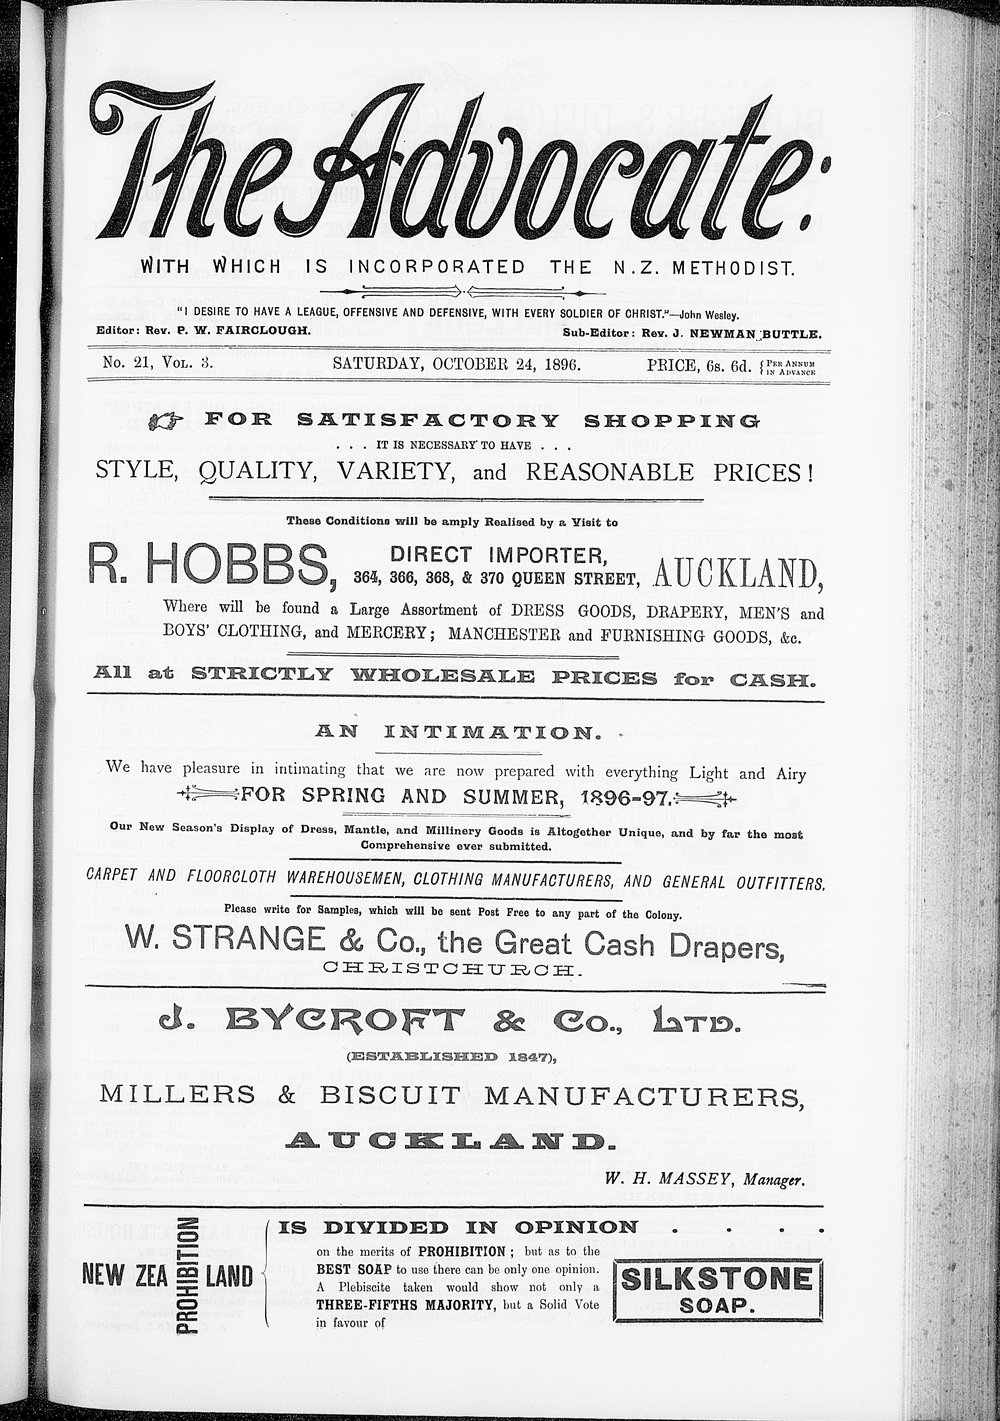 The Advocate:
WITH WHICH IS INCORPORATED THE N.Z. METHODIST.
"I DESIRE TO HAVE A LEAGUE, OFFENSIVE AND DEFENSIVE, WITH EVERY SOLDIER OF CHRIST."—John Wesley.
Editor: Rev. P. W. FAIRCLOUGH. Sub-Editor: Rev. J. NEWMAN BUTTLE.
No. 21, VOL. 3. SATURDAY, OCTOBER 24, 1896. PRICE, 6s. 6d. {PER ANNUM IN ADVANCE
FOR SATISFACTORY SHOPPING
. . . IT IS NECESSARY TO HAVE . . .
STYLE, QUALITY, VARIETY, and REASONABLE PRICES!
These Conditions will be amply Realised by a Visit to
R. HOBBS, DIRECT IMPORTER, 364, 366, 368, & 370 QUEEN STREET, AUCKLAND,
Where will be found a Large Assortment of DRESS GOODS, DRAPERY, MEN'S and
BOYS' CLOTHING, and MERCERY; MANCHESTER and FURNISHING GOODS, &c.
All at STRICTLY WHOLESALE PRICES for CASH.
AN INTIMATION.
We have pleasure in intimating that we are now prepared with everything Light and Airy
FOR SPRING AND SUMMER, 1896-97.
Our New Season's Display of Dress, Mantle, and Millinery Goods is Altogether Unique, and by far the most
Comprehensive ever submitted.
CARPET AND FLOORCLOTH WAREHOUSEMEN, CLOTHING MANUFACTURERS, AND GENERAL OUTFITTERS.
Please write for Samples, which will be sent Post Free to any part of the Colony.
W. STRANGE & Co., the Great Cash Drapers,
CHRISTCHURCH.
J. BYCROFT & Co., LTD.
(ESTABLISHED 1847),
MILLERS & BISCUIT MANUFACTURERS,
AUCKLAND.
W. H. MASSEY, Manager.
NEW ZEALAND
PROHIBITION
IS DIVIDED IN OPINION . . . .
on the merits of PROHIBITION; but as to the
BEST SOAP to use there can be only one opinion.
A Plebiscite taken would show not only a
THREE-FIFTHS MAJORITY, but a Solid Vote
in favour of
SILKSTONE
SOAP.